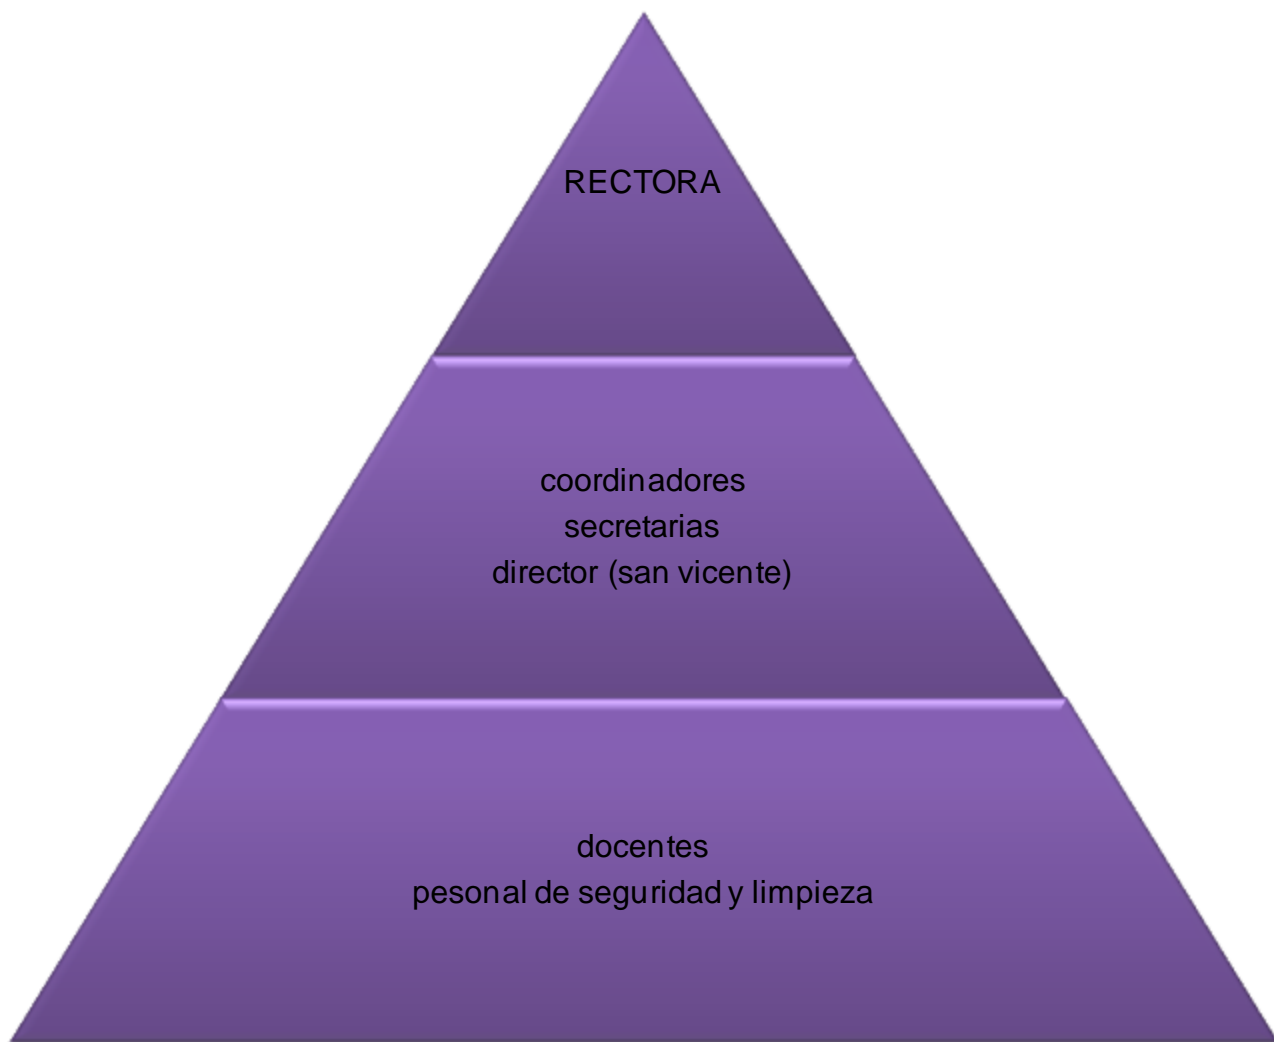 RECTORA
coordinadores
secretarias
director (san vicente)
docentes
pesonal de seguridad y limpieza